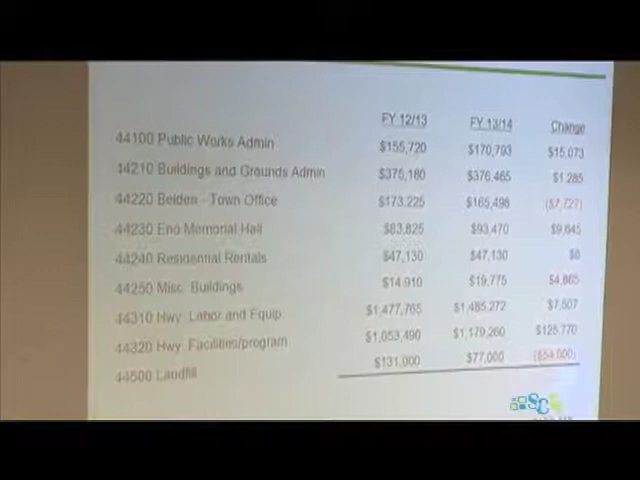 FY 12/13 FY 13/14 Change
44100 Public Works Admin $155,720 $170,793 $15,073
44210 Buildings and Grounds Admin $375,180 $376,465 $1,285
44220 Belden - Town Office $173,225 $165,498 ($7,727)
44230 Eno Memorial Hall $83,825 $93,470 $9,645
44240 Residential Rentals $47,130 $47,130 $0
44250 Misc. Buildings $14,910 $19,775 $4,865
44310 Hwy. Labor and Equip. $1,477,765 $1,485,272 $7,507
44320 Hwy. Facilities/program $1,053,490 $1,179,260 $125,770
44500 Landfill $131,000 $77,000 ($54,000)